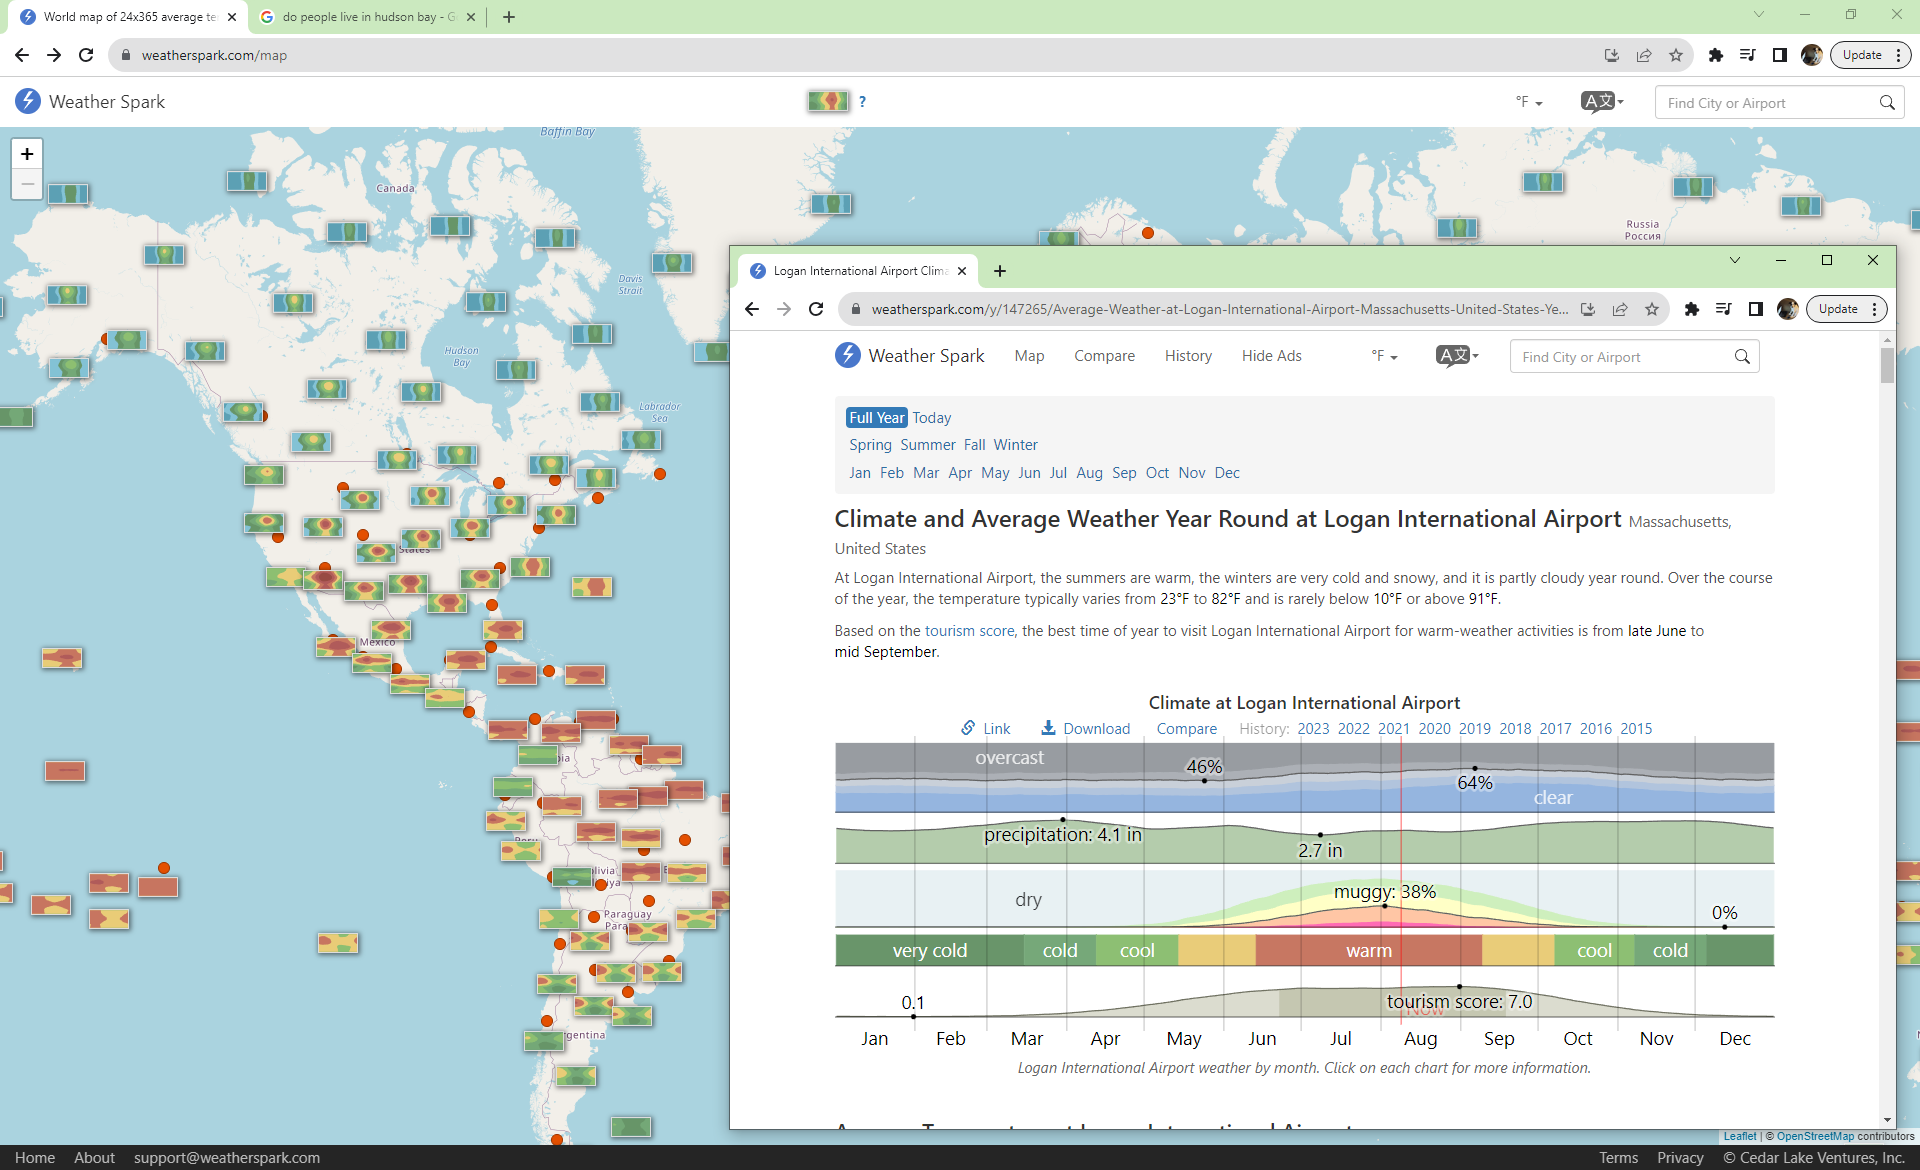 World map of 24x365 average te
do people live in hudson bay - G
weatherspark.com/map
Update
Weather Spark
?
°F
A文
Find City or Airport
+
−
Baffin Bay
Canada
Davis
Strait
Hudson
Bay
Labrador
Sea
States
Mexico
Peru
Paraguay
Para
gentina
Russia
Россия
Logan International Airport Clima
weatherspark.com/y/147265/Average-Weather-at-Logan-International-Airport-Massachusetts-United-States-Ye...
Update
Weather Spark
Map
Compare
History
Hide Ads
°F
A文
Find City or Airport
Full Year Today
Spring Summer Fall Winter
Jan Feb Mar Apr May Jun Jul Aug Sep Oct Nov Dec
Climate and Average Weather Year Round at Logan International Airport Massachusetts,
United States
At Logan International Airport, the summers are warm, the winters are very cold and snowy, and it is partly cloudy year round. Over the course
of the year, the temperature typically varies from 23°F to 82°F and is rarely below 10°F or above 91°F.
Based on the tourism score, the best time of year to visit Logan International Airport for warm-weather activities is from late June to
mid September.
Climate at Logan International Airport
Link Download Compare History: 2023 2022 2021 2020 2019 2018 2017 2016 2015
overcast
46%
64%
clear
precipitation: 4.1 in
2.7 in
dry
muggy: 38%
0%
very cold cold cool warm cool cold
0.1
tourism score: 7.0
NOW
Jan Feb Mar Apr May Jun Jul Aug Sep Oct Nov Dec
Logan International Airport weather by month. Click on each chart for more information.
Leaflet | © OpenStreetMap contributors
Home About support@weatherspark.com
Terms Privacy © Cedar Lake Ventures, Inc.